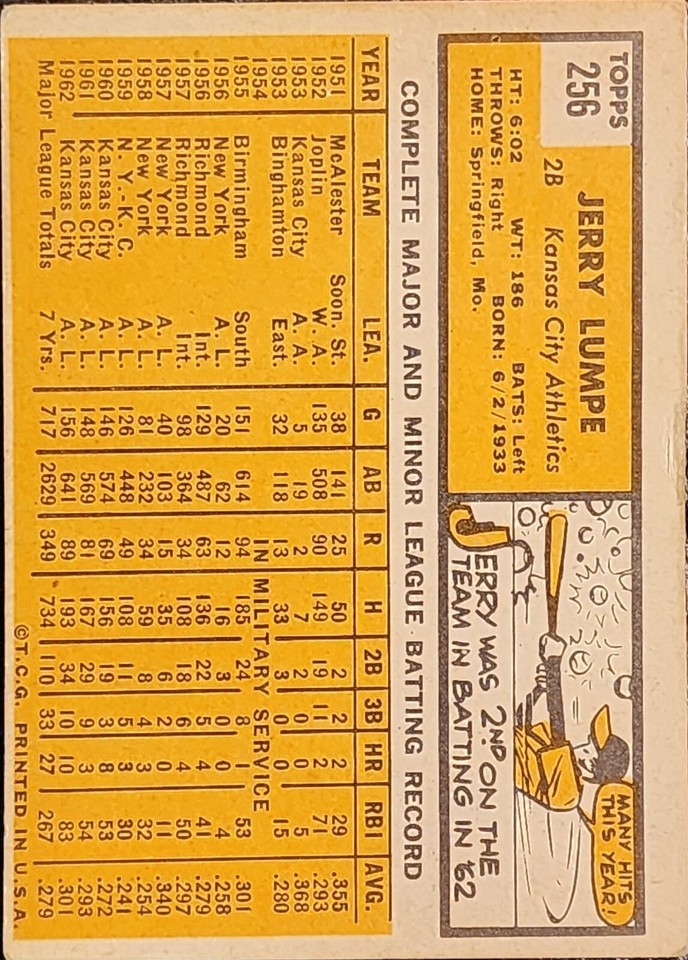 TOPPS
256
JERRY LUMPE
2B Kansas City Athletics
HT: 6:02 WT: 186 BATS: Left
THROWS: Right BORN: 6/2/1933
HOME: Springfield, Mo.
MANY HITS
THIS YEAR!
JERRY WAS 2ND ON THE
TEAM IN BATTING IN '62
COMPLETE MAJOR AND MINOR LEAGUE BATTING RECORD
YEAR TEAM LEA. G AB R H 2B 3B HR RBI AVG.
1951 McAlester Soon. St. 38 141 25 50 2 2 2 29 .355
1952 Joplin W. A. 135 508 90 149 19 11 2 71 .293
1953 Kansas City A. A. 5 19 2 7 2 0 0 5 .368
1953 Binghamton East. 32 118 13 33 3 0 0 15 .280
1954 IN MILITARY SERVICE
1955 Birmingham South 151 614 94 185 24 8 1 53 .301
1956 New York A. L. 20 62 12 16 3 0 0 4 .258
1956 Richmond Int. 129 487 63 136 22 5 4 41 .279
1957 Richmond Int. 98 364 34 108 18 6 4 50 .297
1957 New York A. L. 40 103 15 35 6 2 0 11 .340
1958 New York A. L. 81 232 34 59 8 4 3 32 .254
1959 N. Y.-K. C. A. L. 126 448 49 108 11 5 3 30 .241
1960 Kansas City A. L. 146 574 69 156 19 3 8 53 .272
1961 Kansas City A. L. 148 569 81 167 29 9 3 54 .293
1962 Kansas City A. L. 156 641 89 193 34 10 10 83 .301
Major League Totals 7 Yrs. 717 2629 349 734 110 33 27 267 .279
©T.C.G. PRINTED IN U.S.A.